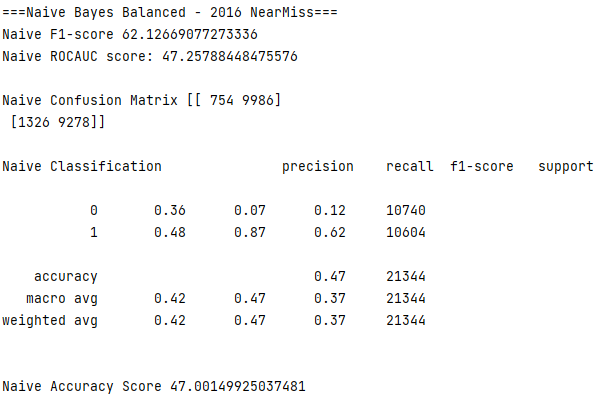 ===Naive Bayes Balanced - 2016 NearMiss===
Naive F1-score 62.12669077273336
Naive ROCAUC score: 47.25788448475576
Naive Confusion Matrix [[ 754 9986]
[1326 9278]]
Naive Classification precision recall f1-score support
0 0.36 0.07 0.12 10740
1 0.48 0.87 0.62 10604
accuracy 0.47 21344
macro avg 0.42 0.47 0.37 21344
weighted avg 0.42 0.47 0.37 21344
Naive Accuracy Score 47.00149925037481